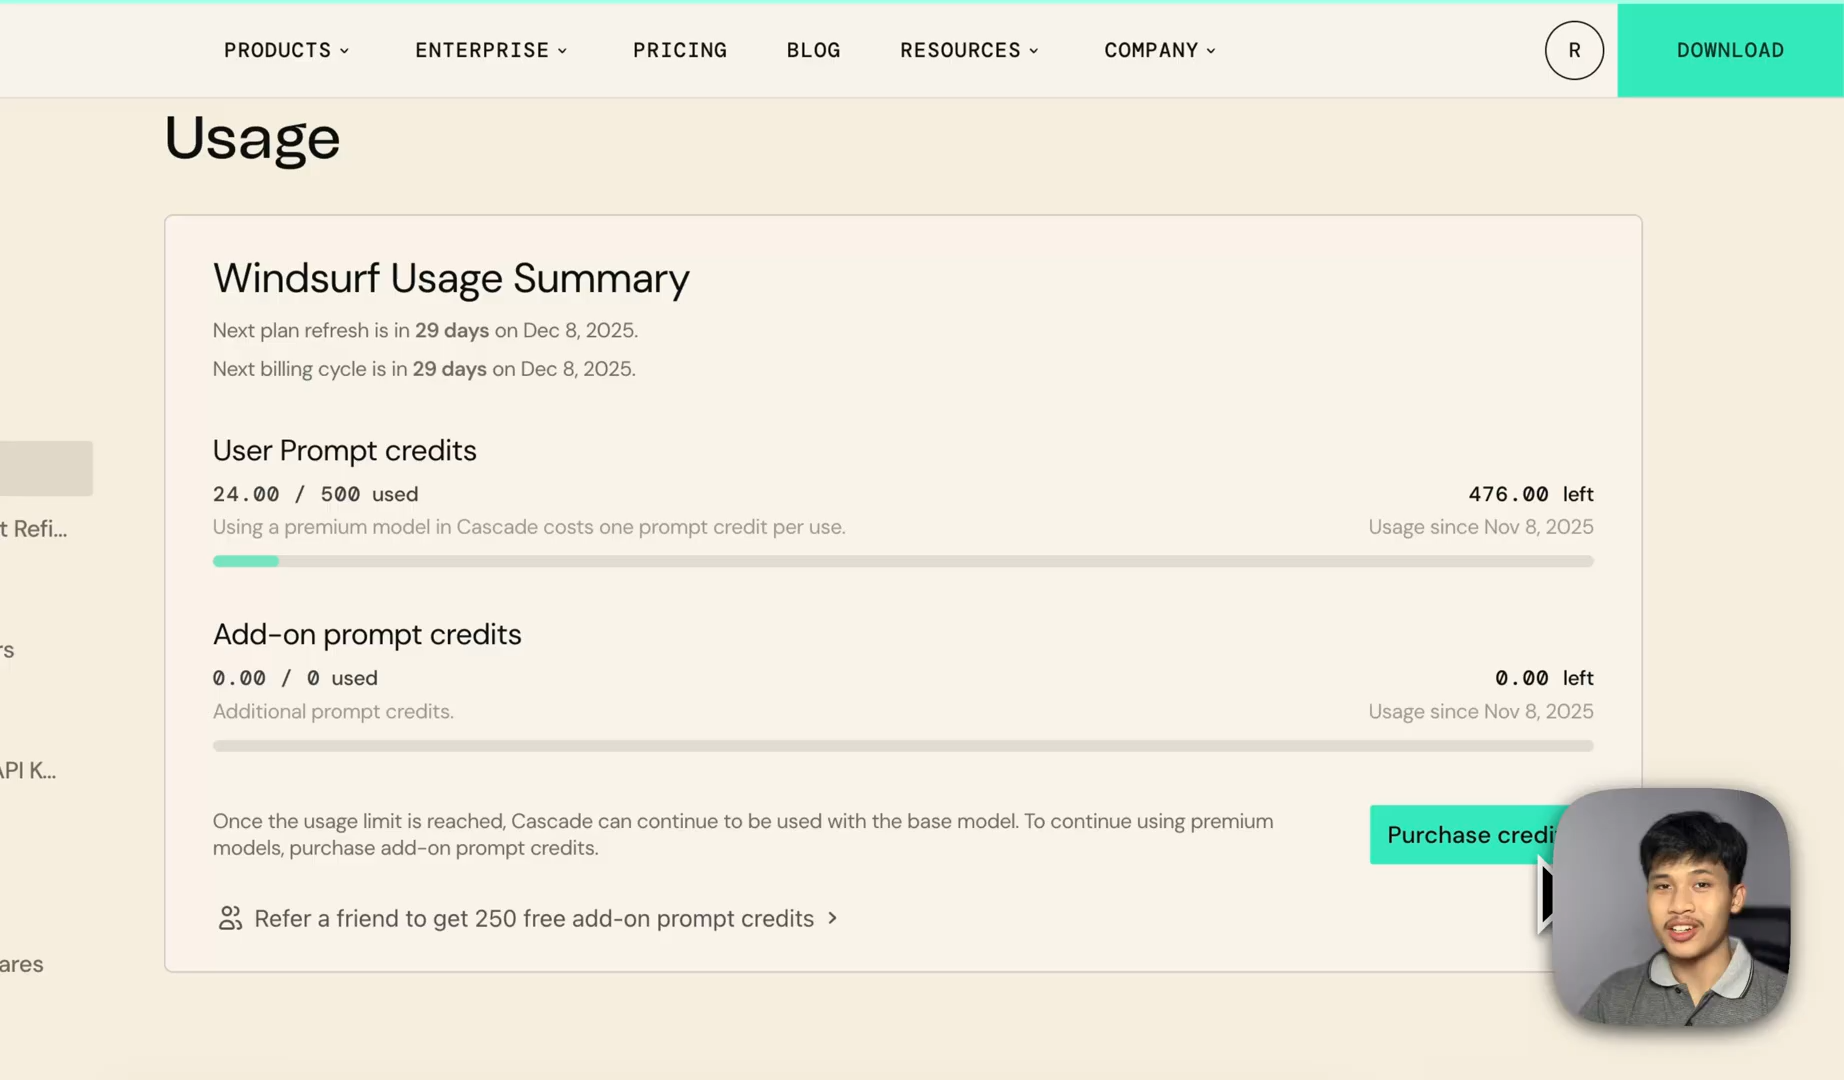 PRODUCTS
ENTERPRISE
PRICING
BLOG
RESOURCES
COMPANY
R
DOWNLOAD
Usage
Windsurf Usage Summary
Next plan refresh is in 29 days on Dec 8, 2025.
Next billing cycle is in 29 days on Dec 8, 2025.
User Prompt credits
24.00 / 500 used
476.00 left
Using a premium model in Cascade costs one prompt credit per use.
Usage since Nov 8, 2025
t Refi...
Add-on prompt credits
rs
0.00 / 0 used
0.00 left
Additional prompt credits.
Usage since Nov 8, 2025
API K...
Once the usage limit is reached, Cascade can continue to be used with the base model. To continue using premium
models, purchase add-on prompt credits.
Purchase credi
Refer a friend to get 250 free add-on prompt credits
ares